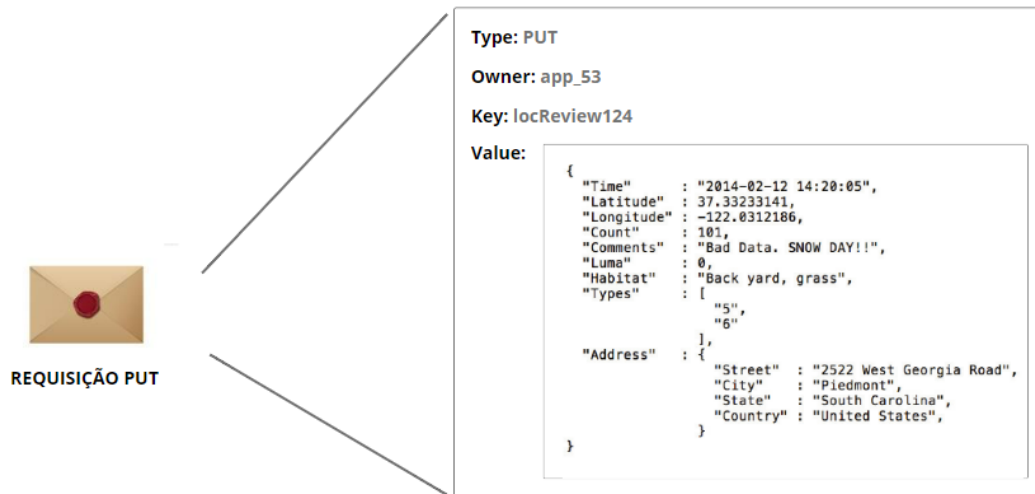 Type: PUT
Owner: app_53
Key: locReview124
Value:
{
"Time" : "2014-02-12 14:20:05",
"Latitude" : 37.33233141,
"Longitude" : -122.0312186,
"Count" : 101,
"Comments" : "Bad Data. SNOW DAY!!",
"Luma" : 0,
"Habitat" : "Back yard, grass",
"Types" : [
"5",
"6"
],
"Address" : {
"Street" : "2522 West Georgia Road",
"City" : "Piedmont",
"State" : "South Carolina",
"Country" : "United States",
}
}
REQUISIÇÃO PUT